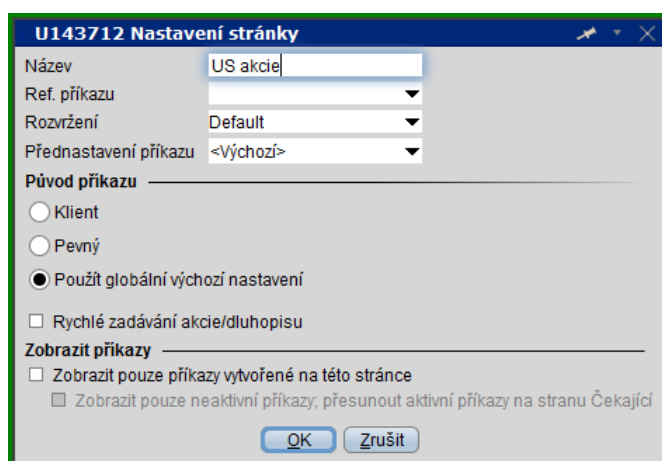 U143712 Nastavení stránky
Název US akcie
Ref. příkazu
Rozvržení Default
Přednastavení příkazu <Výchozí>
Původ příkazu
Klient
Pevný
Použít globální výchozí nastavení
Rychlé zadávání akcie/dluhopisu
Zobrazit příkazy
Zobrazit pouze příkazy vytvořené na této stránce
Zobrazit pouze neaktivní příkazy; přesunout aktivní příkazy na stranu Čekající
OK Zrušit